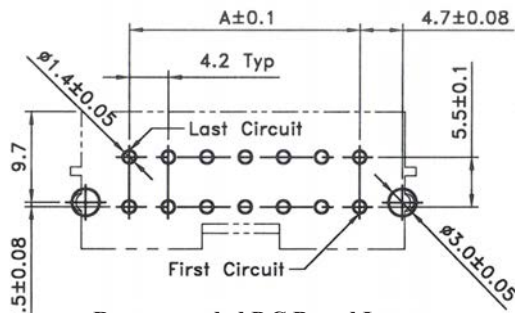 A±0.1
4.7±0.08
4.2 Typ
ø1.4±0.05
5.5±0.1
Last Circuit
9.7
ø3.0±0.05
First Circuit
.5±0.08